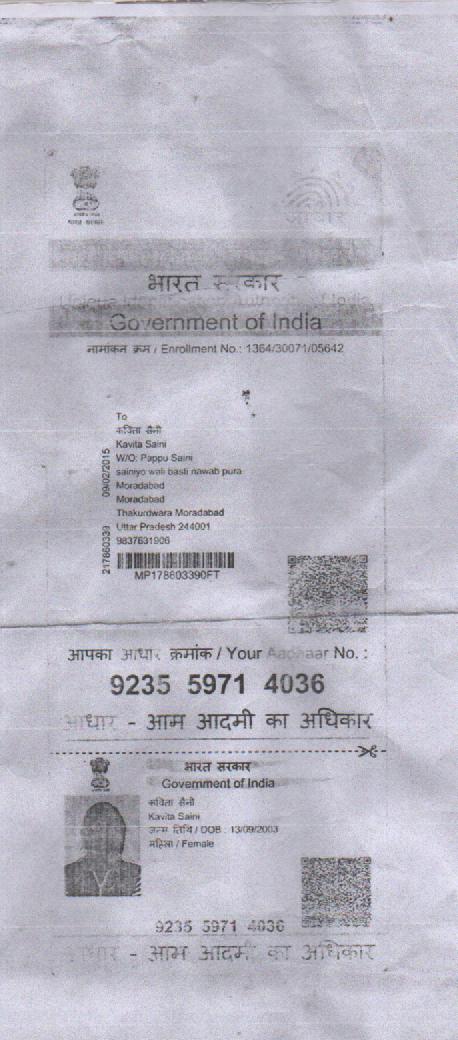 भारत सरकार
Government of India
नामांकन क्रम / Enrollment No.: 1364/30071/05642
To
कविता सैनी
Kavita Saini
W/O: Pappu Saini
sainiyo wali basti nawab pura
Moradabad
Moradabad
Thakurdwara Moradabad
Uttar Pradesh 244001
9837631906
217860339 09/02/2015
MP178603390FT
आपका आधार क्रमांक / Your Aadhaar No. :
9235 5971 4036
आधार - आम आदमी का अधिकार
भारत सरकार
Government of India
कविता सैनी
Kavita Saini
जन्म तिथि / DOB : 13/09/2003
महिला / Female
9235 5971 4036
आधार - आम आदमी का अधिकार